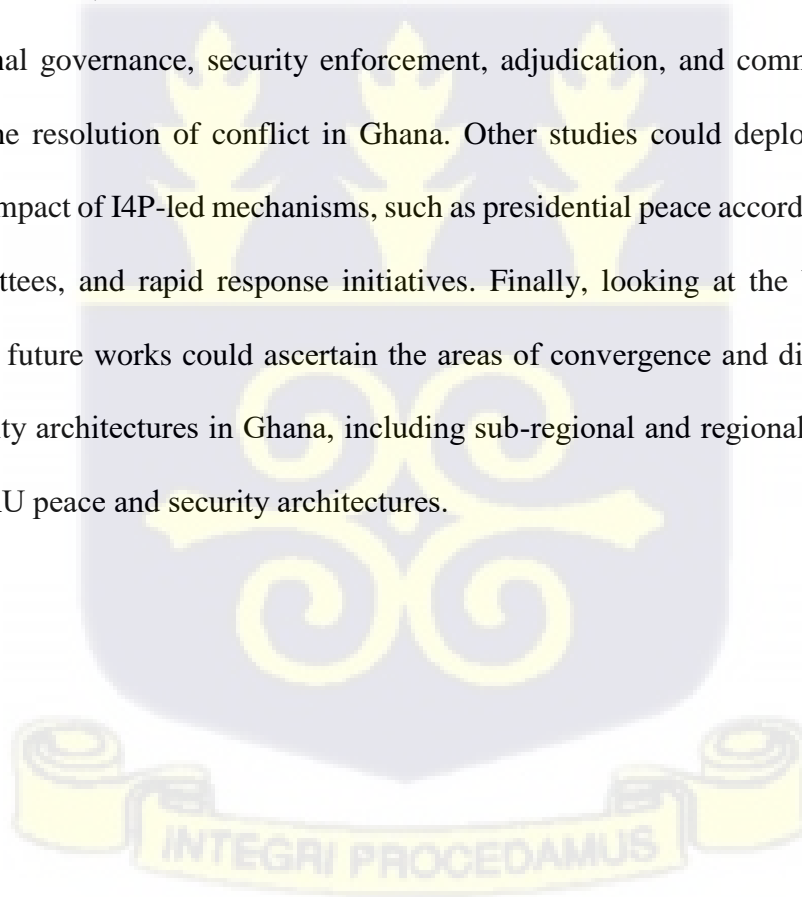 nal governance, security enforcement, adjudication, and comm
ne resolution of conflict in Ghana. Other studies could deplo
mpact of I4P-led mechanisms, such as presidential peace accord
ttees, and rapid response initiatives. Finally, looking at the
future works could ascertain the areas of convergence and di
ty architectures in Ghana, including sub-regional and regional
U peace and security architectures.
INTEGRI PROCEDAMUS